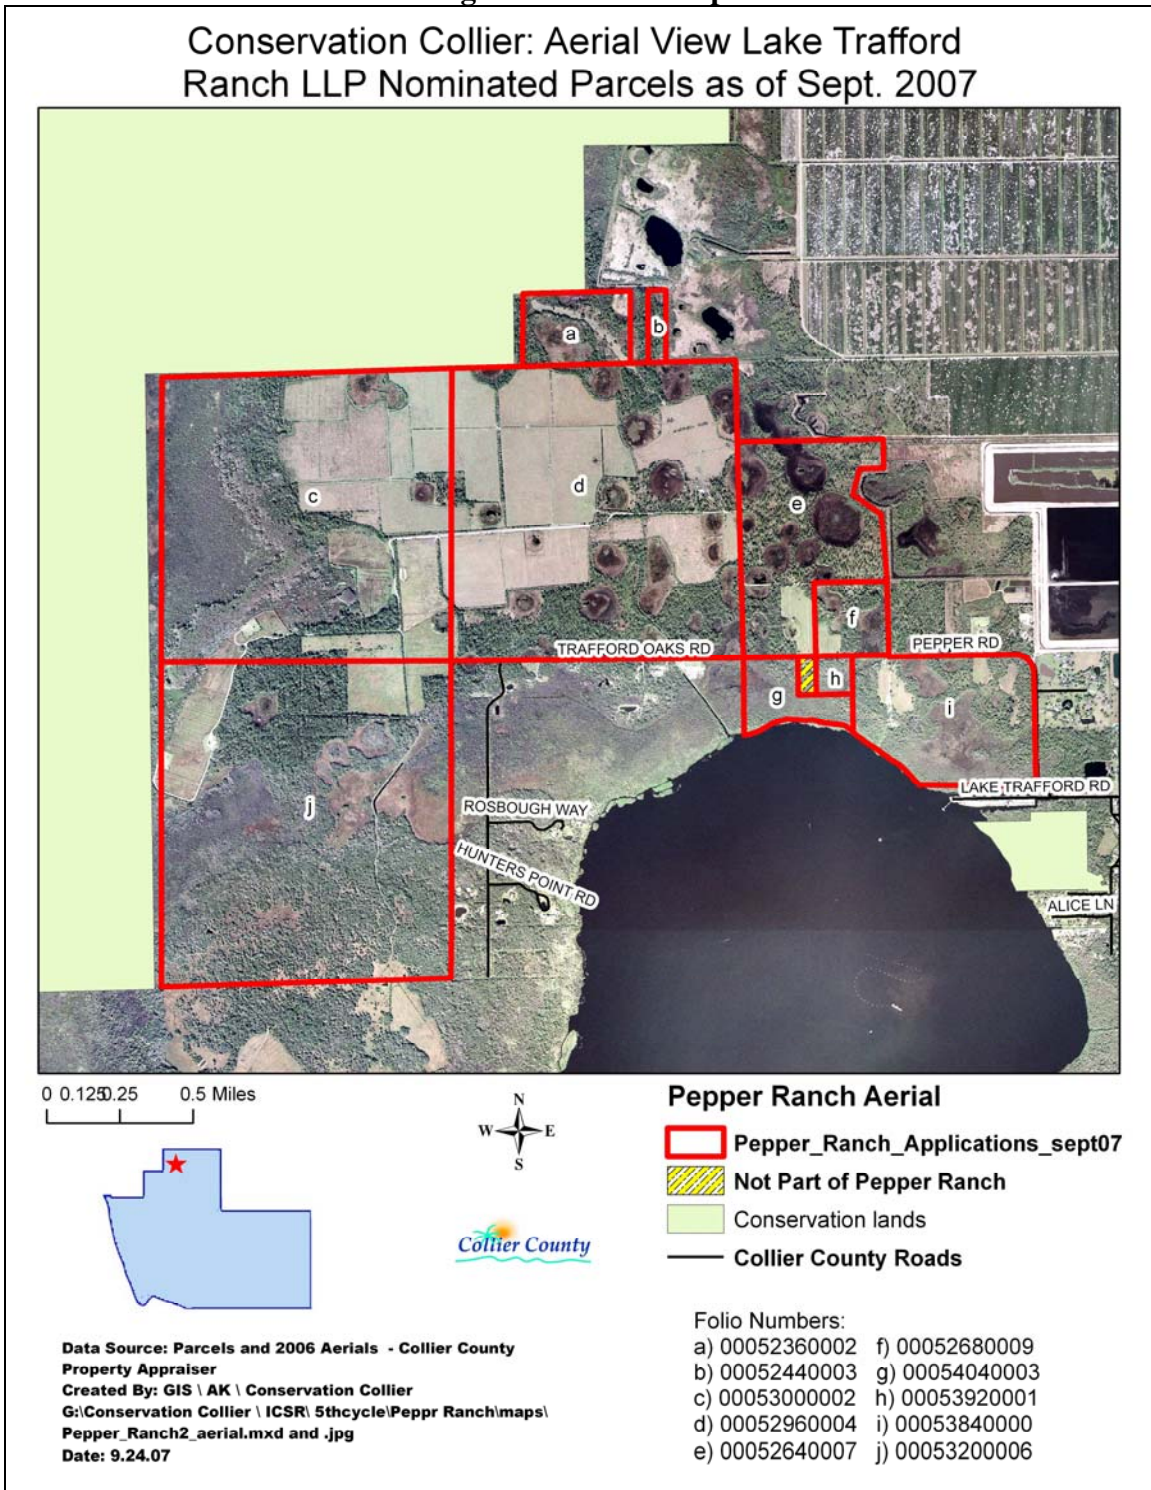 Conservation Collier: Aerial View Lake Trafford
Ranch LLP Nominated Parcels as of Sept. 2007
a
b
c
d
e
f
TRAFFORD OAKS RD
PEPPER RD
g
h
i
j
LAKE TRAFFORD RD
ROSBOUGH WAY
HUNTERS POINT RD
ALICE LN
0 0.125 0.25 0.5 Miles
N
W E
S
Collier County
Pepper Ranch Aerial
Pepper_Ranch_Applications_sept07
Not Part of Pepper Ranch
Conservation lands
Collier County Roads
Folio Numbers:
a) 00052360002 f) 00052680009
b) 00052440003 g) 00054040003
c) 00053000002 h) 00053920001
d) 00052960004 i) 00053840000
e) 00052640007 j) 00053200006
Data Source: Parcels and 2006 Aerials - Collier County
Property Appraiser
Created By: GIS \ AK \ Conservation Collier
G:\Conservation Collier \ ICSR\ 5thcycle\Peppr Ranch\maps\
Pepper_Ranch2_aerial.mxd and .jpg
Date: 9.24.07